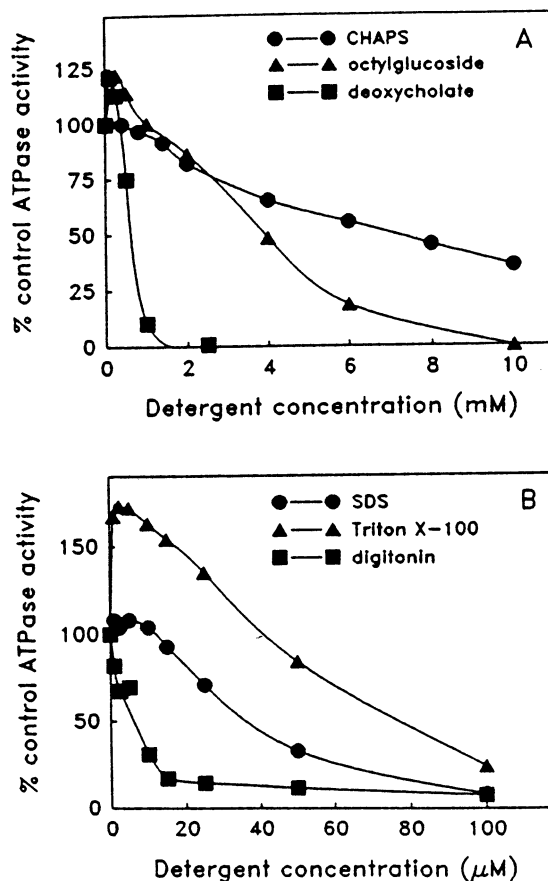 A
CHAPS
octylglucoside
deoxycholate
% control ATPase activity
125
100
75
50
25
0
0 2 4 6 8 10
Detergent concentration (mM)
B
SDS
Triton X-100
digitonin
% control ATPase activity
150
100
50
0
0 20 40 60 80 100
Detergent concentration (μM)